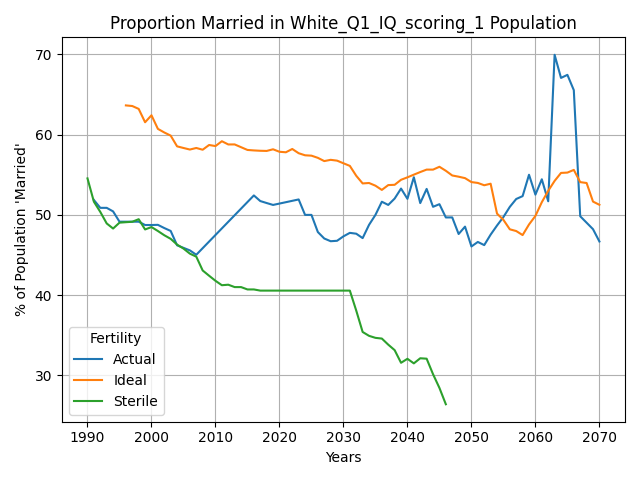 Proportion Married in White_Q1_IQ_scoring_1 Population
% of Population 'Married'
70
60
50
40
30
Fertility
Actual
Ideal
Sterile
1990 2000 2010 2020 2030 2040 2050 2060 2070
Years